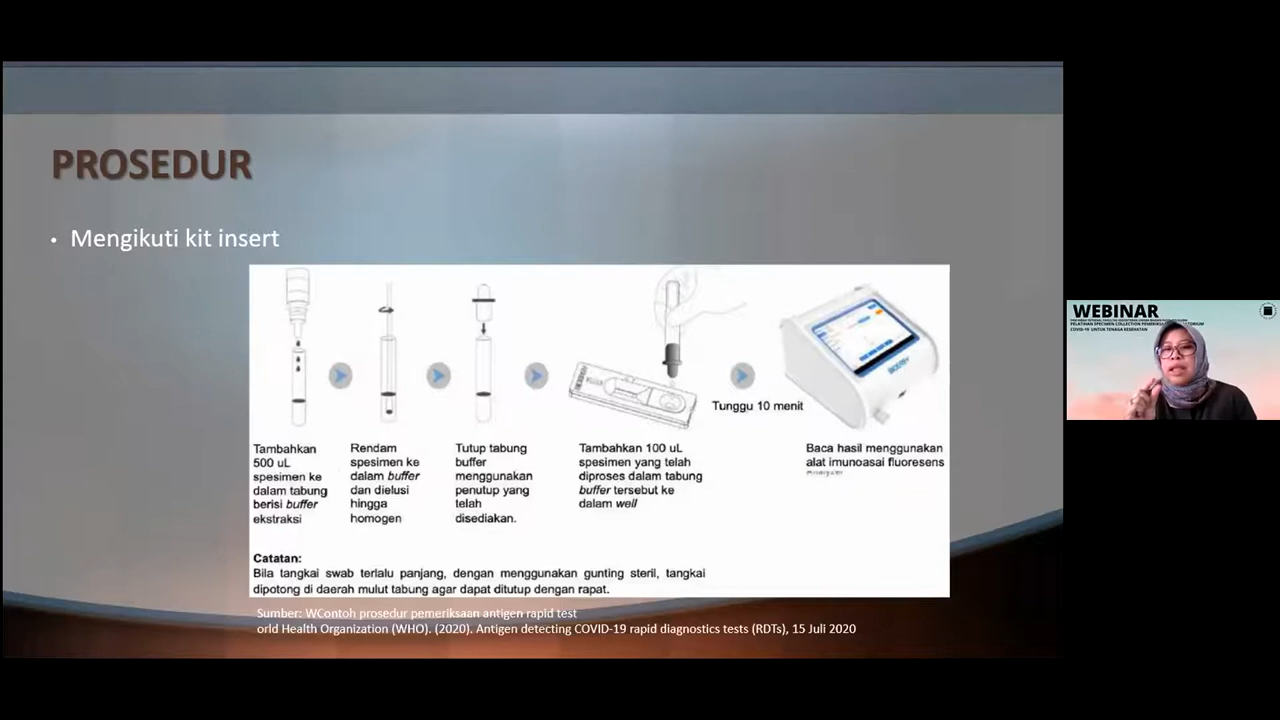 PROSEDUR
• Mengikuti kit insert
Tambahkan
500 uL
spesimen ke
dalam tabung
berisi buffer
ekstraksi
Rendam
spesimen ke
dalam buffer
dan dielusi
hingga
homogen
Tutup tabung
buffer
menggunakan
penutup yang
telah
disediakan.
Tambahkan 100 uL
spesimen yang telah
diproses dalam tabung
buffer tersebut ke
dalam well
Tunggu 10 menit
Baca hasil menggunakan
alat imunoasai fluoresens
Catatan:
Bila tangkai swab terlalu panjang, dengan menggunakan gunting steril, tangkai
dipotong di daerah mulut tabung agar dapat ditutup dengan rapat.
Sumber: WContoh prosedur pemeriksaan antigen rapid test
orld Health Organization (WHO). (2020). Antigen detecting COVID-19 rapid diagnostics tests (RDTs), 15 Juli 2020
WEBINAR
COVID-19 UNTUK TENAGA KESEHATAN